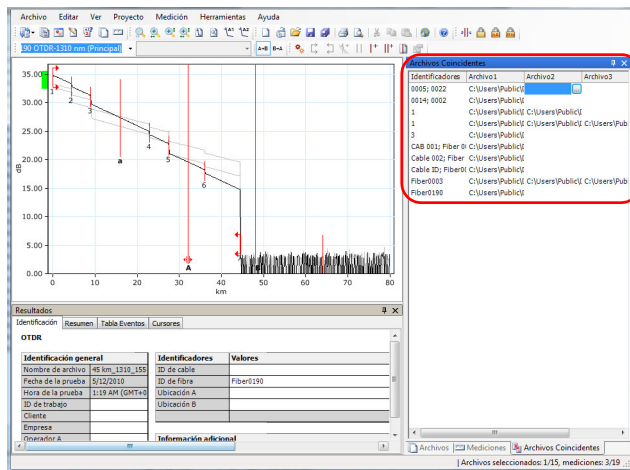 Archivo Editar Ver Proyecto Medición Herramientas Ayuda
190 OTDR-1310 nm (Principal)
A→B B→A
Archivos Coincidentes
Identificadores Archivo1 Archivo2 Archivo3
0005; 0022 C:\Users\Public\
0014; 0002 C:\Users\Public\
1 C:\Users\Public\ C:\Users\Public\
1 C:\Users\Public\ C:\Users\Public\ C:\Users\Pub
3 C:\Users\Public\
CAB 001; Fiber C:\Users\Public\
Cable 002; Fiber C:\Users\Public\
Cable ID; Fiber C:\Users\Public\
Fiber0003 C:\Users\Public\ C:\Users\Public\ C:\Users\Pub
Fiber0190 C:\Users\Public\
35.00
30.00
25.00
20.00
15.00
10.00
5.00
0.00
dB
1 2 3 4 5 6
a
A
0 10 20 30 40 50 60 70 80
km
Resultados
Identificación Resumen Tabla Eventos Cursores
OTDR
Identificación general
Nombre de archivo 45 km_1310_155
Fecha de la prueba 5/12/2010
Hora de la prueba 1:19 AM (GMT+0
ID de trabajo
Cliente
Empresa
Operador A
Identificadores Valores
ID de cable
ID de fibra Fiber0190
Ubicación A
Ubicación B
Información adicional
Archivos Mediciones Archivos Coincidentes
Archivos seleccionados: 1/15, mediciones: 3/19